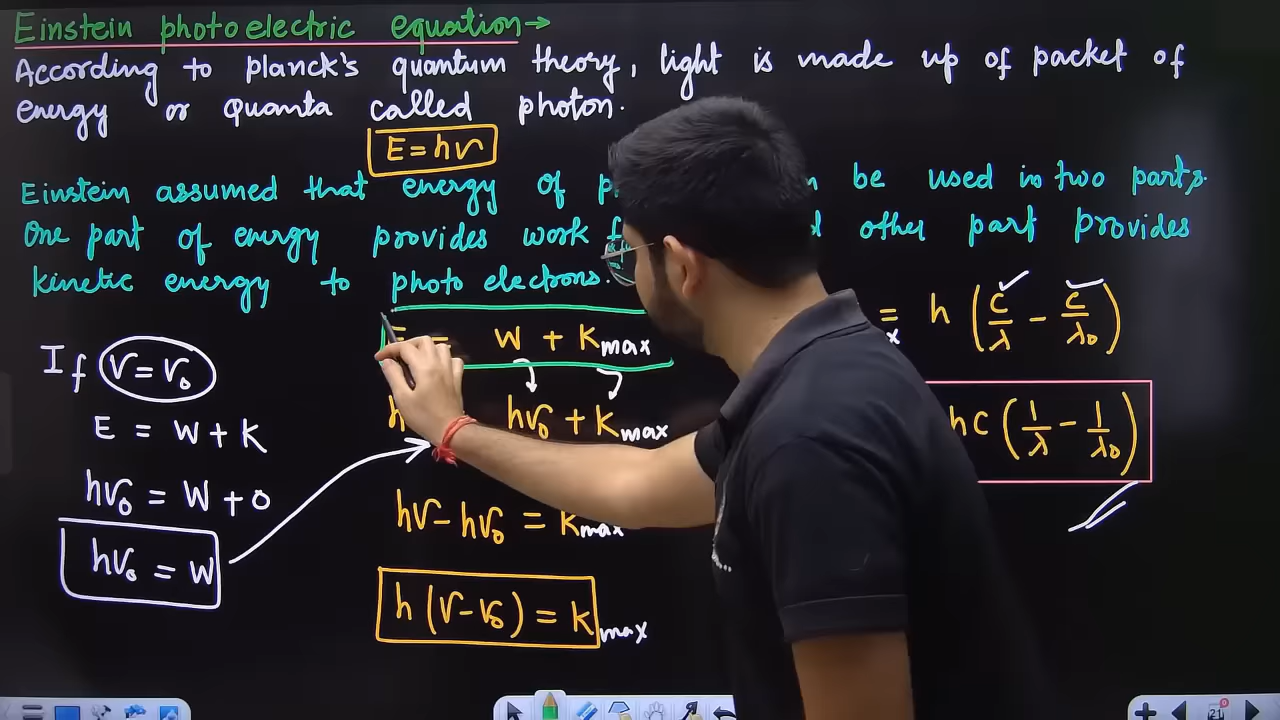 Einstein photoelectric equation→
According to planck's quantum theory, light is made up of packet of
energy or quanta called photon.
E = hν
Einstein assumed that energy of be used in two parts.
One part of energy provides work other part provides
kinetic energy to photo electrons.
If ν = ν₀
E = W + K
hν₀ = W + 0
hν₀ = W
E = W + Kmax
hν₀ + Kmax
hν - hν₀ = Kmax
h (ν - ν₀) = Kmax
= h (c/λ - c/λ₀)
hc (1/λ - 1/λ₀)
21